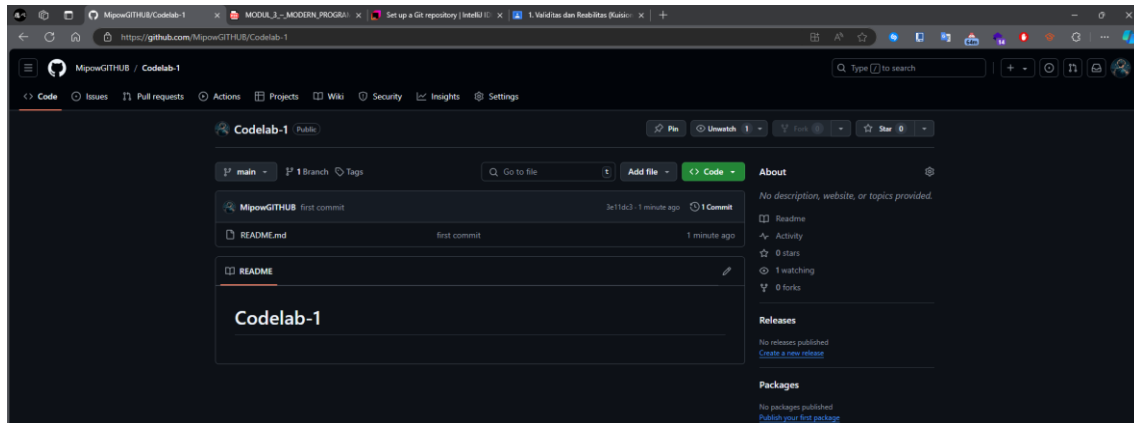 MipowGITHUB/Codelab-1
MODUL_3_-_MODERN_PROGRA
Set up a Git repository | IntelliJ ID
1. Validitas dan Reabilitas (Kuision
https://github.com/MipowGITHUB/Codelab-1
MipowGITHUB / Codelab-1
Type / to search
Code Issues Pull requests Actions Projects Wiki Security Insights Settings
Codelab-1 Public
Pin Unwatch 1 Fork 0 Star 0
main 1 Branch Tags Go to file t Add file Code
MipowGITHUB first commit 3e11dc3 · 1 minute ago 1 Commit
README.md first commit 1 minute ago
README
Codelab-1
About
No description, website, or topics provided.
Readme
Activity
0 stars
1 watching
0 forks
Releases
No releases published
Create a new release
Packages
No packages published
Publish your first package